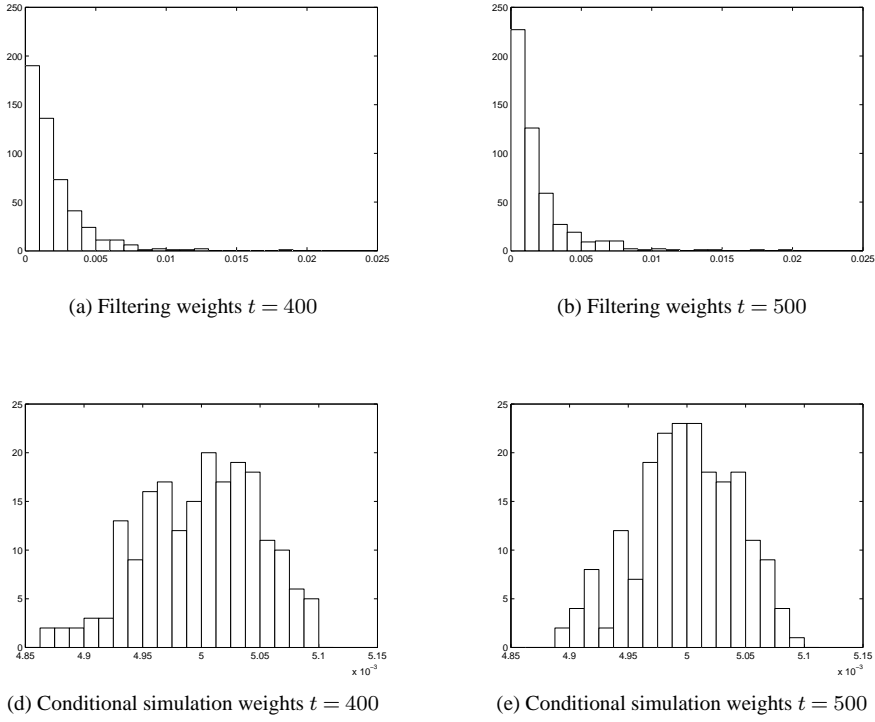 250
200
150
100
50
0
0 0.005 0.01 0.015 0.02 0.025
(a) Filtering weights t = 400
250
200
150
100
50
0
0 0.005 0.01 0.015 0.02 0.025
(b) Filtering weights t = 500
25
20
15
10
5
0
4.85 4.9 4.95 5 5.05 5.1 5.15
x 10⁻³
(d) Conditional simulation weights t = 400
25
20
15
10
5
0
4.85 4.9 4.95 5 5.05 5.1 5.15
x 10⁻³
(e) Conditional simulation weights t = 500